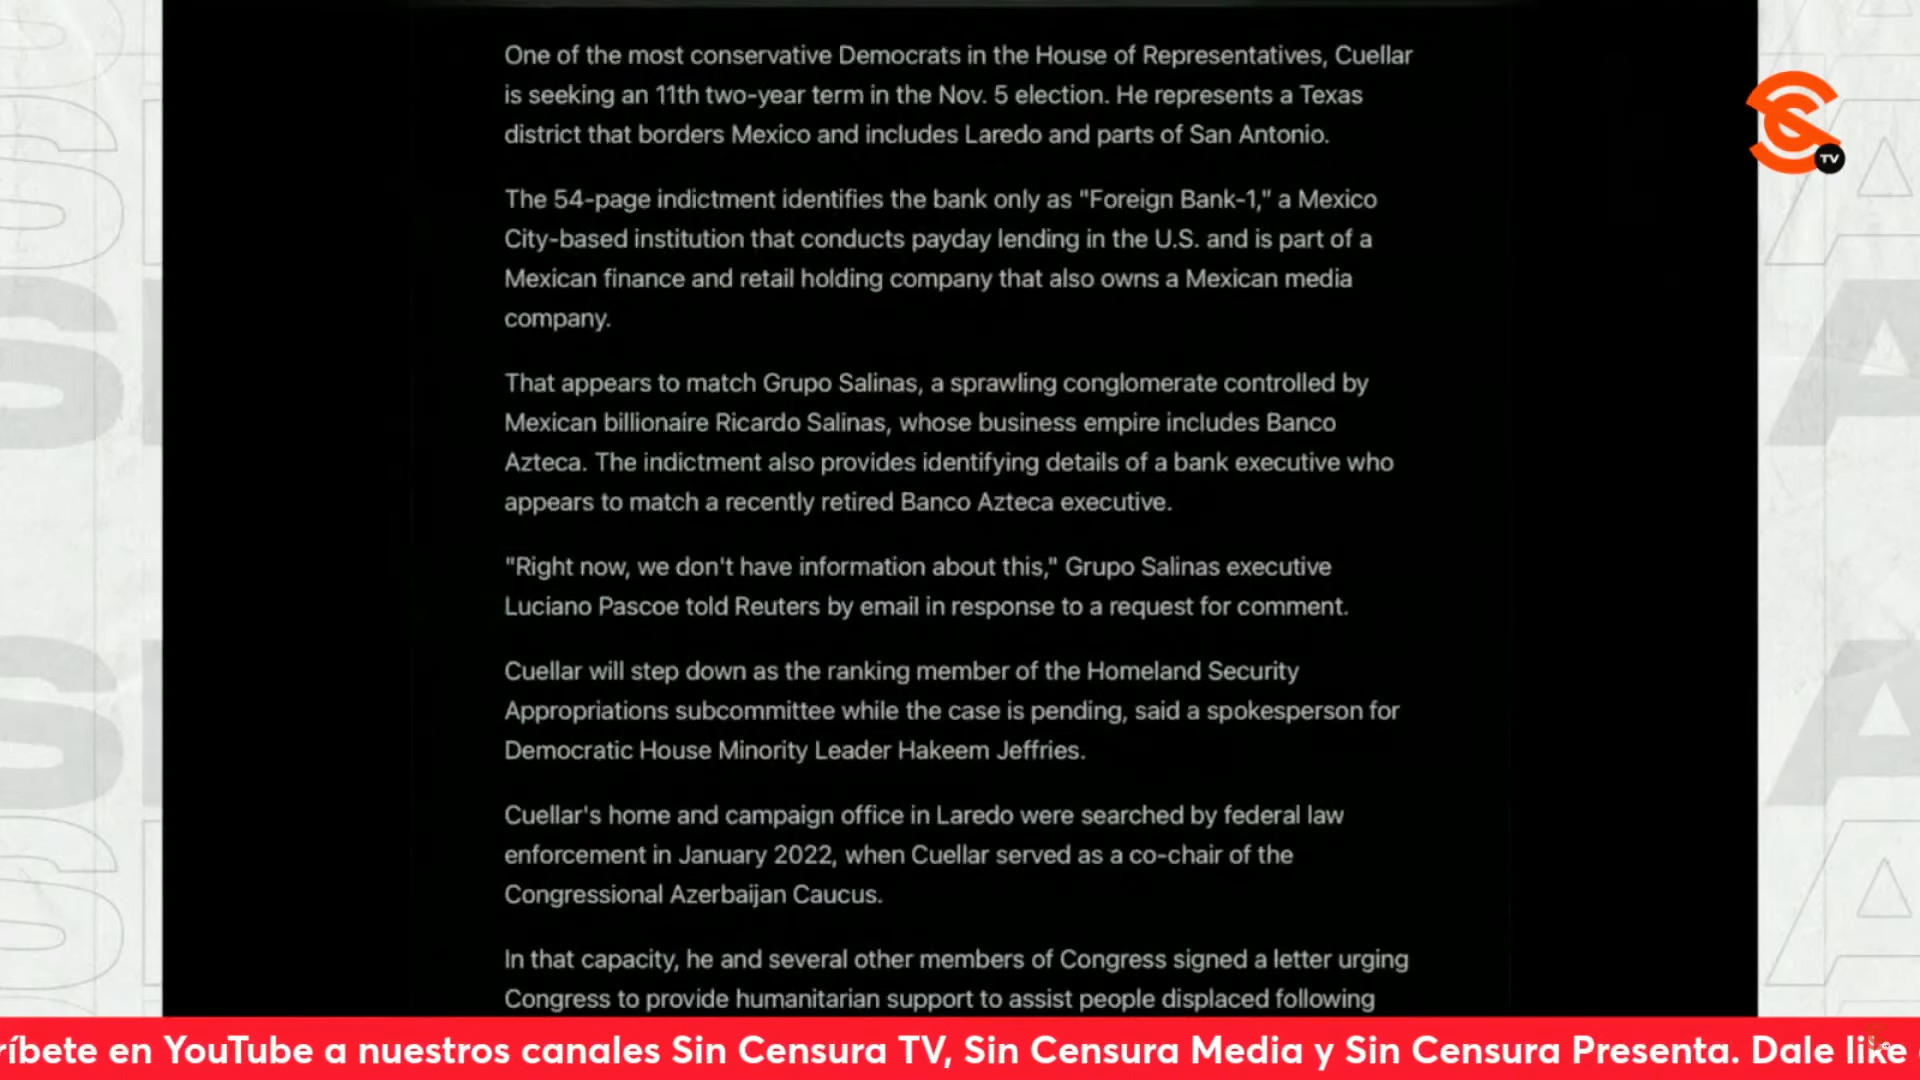 One of the most conservative Democrats in the House of Representatives, Cuellar
is seeking an 11th two-year term in the Nov. 5 election. He represents a Texas
district that borders Mexico and includes Laredo and parts of San Antonio.
The 54-page indictment identifies the bank only as "Foreign Bank-1," a Mexico
City-based institution that conducts payday lending in the U.S. and is part of a
Mexican finance and retail holding company that also owns a Mexican media
company.
That appears to match Grupo Salinas, a sprawling conglomerate controlled by
Mexican billionaire Ricardo Salinas, whose business empire includes Banco
Azteca. The indictment also provides identifying details of a bank executive who
appears to match a recently retired Banco Azteca executive.
"Right now, we don't have information about this," Grupo Salinas executive
Luciano Pascoe told Reuters by email in response to a request for comment.
Cuellar will step down as the ranking member of the Homeland Security
Appropriations subcommittee while the case is pending, said a spokesperson for
Democratic House Minority Leader Hakeem Jeffries.
Cuellar's home and campaign office in Laredo were searched by federal law
enforcement in January 2022, when Cuellar served as a co-chair of the
Congressional Azerbaijan Caucus.
In that capacity, he and several other members of Congress signed a letter urging
Congress to provide humanitarian support to assist people displaced following
TV
ríbete en YouTube a nuestros canales Sin Censura TV, Sin Censura Media y Sin Censura Presenta. Dale like